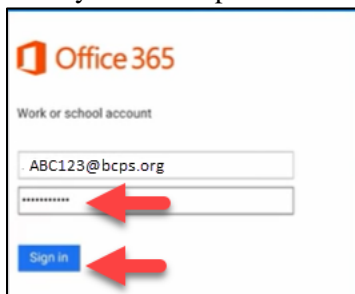 Office 365
Work or school account
ABC123@bcps.org
•••••••••••
Sign in